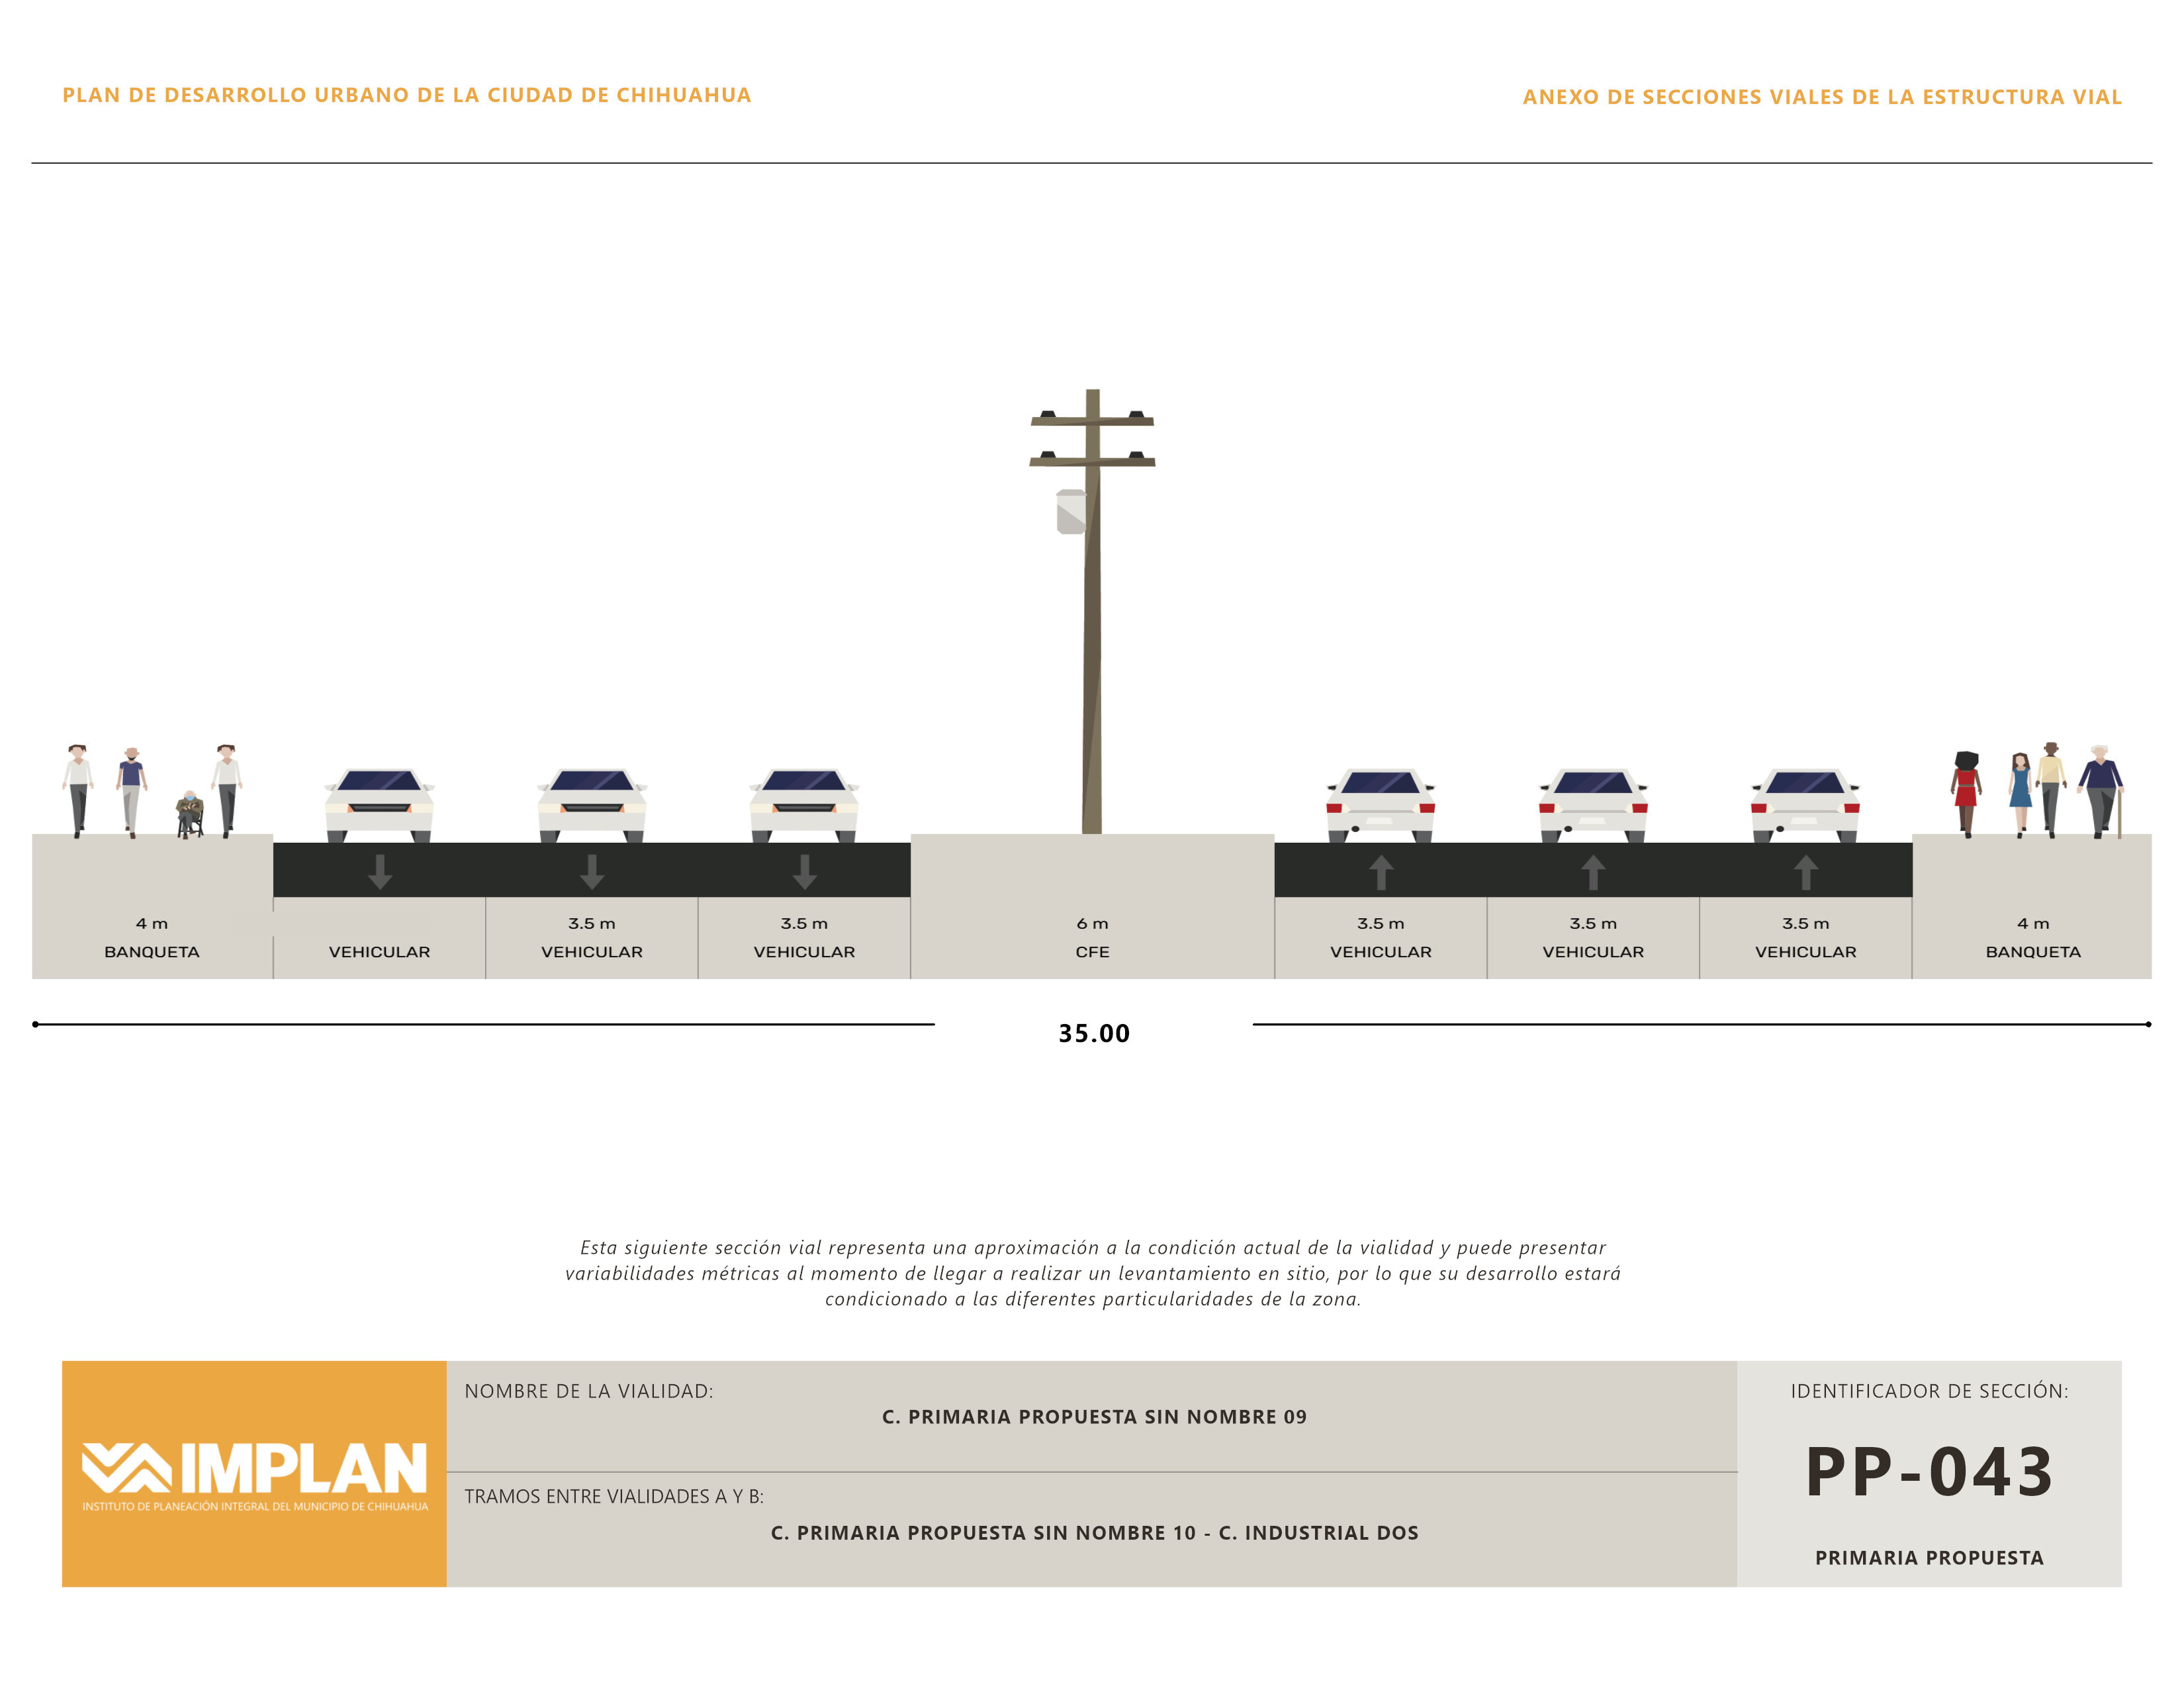 PLAN DE DESARROLLO URBANO DE LA CIUDAD DE CHIHUAHUA
ANEXO DE SECCIONES VIALES DE LA ESTRUCTURA VIAL
4 m
BANQUETA
VEHICULAR
3.5 m
VEHICULAR
3.5 m
VEHICULAR
6 m
CFE
3.5 m
VEHICULAR
3.5 m
VEHICULAR
3.5 m
VEHICULAR
4 m
BANQUETA
35.00
Esta siguiente sección vial representa una aproximación a la condición actual de la vialidad y puede presentar
variabilidades métricas al momento de llegar a realizar un levantamiento en sitio, por lo que su desarrollo estará
condicionado a las diferentes particularidades de la zona.
IMPLAN
INSTITUTO DE PLANEACIÓN INTEGRAL DEL MUNICIPIO DE CHIHUAHUA
NOMBRE DE LA VIALIDAD:
C. PRIMARIA PROPUESTA SIN NOMBRE 09
TRAMOS ENTRE VIALIDADES A Y B:
C. PRIMARIA PROPUESTA SIN NOMBRE 10 - C. INDUSTRIAL DOS
IDENTIFICADOR DE SECCIÓN:
PP-043
PRIMARIA PROPUESTA